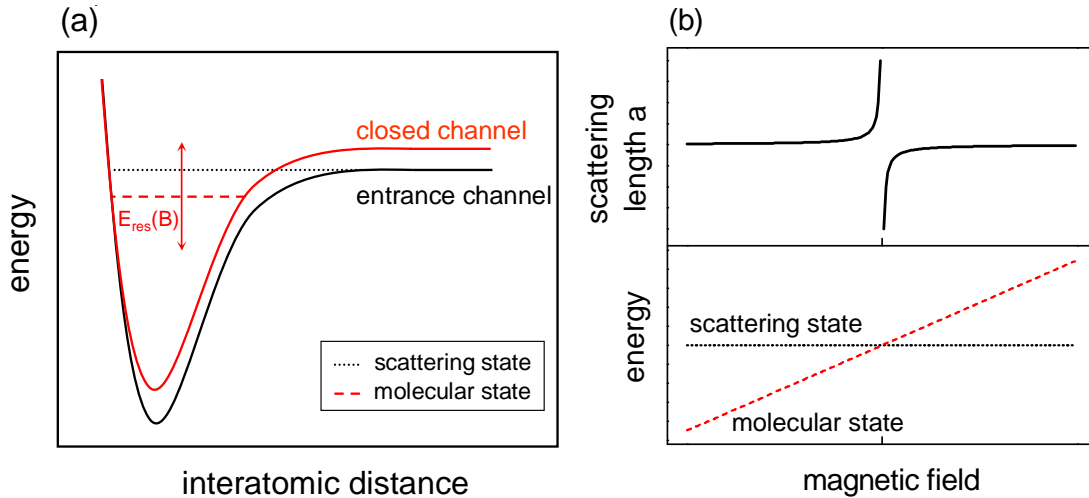 (a)
closed channel
entrance channel
E_res(B)
energy
scattering state
molecular state
interatomic distance
(b)
scattering
length a
scattering state
energy
molecular state
magnetic field